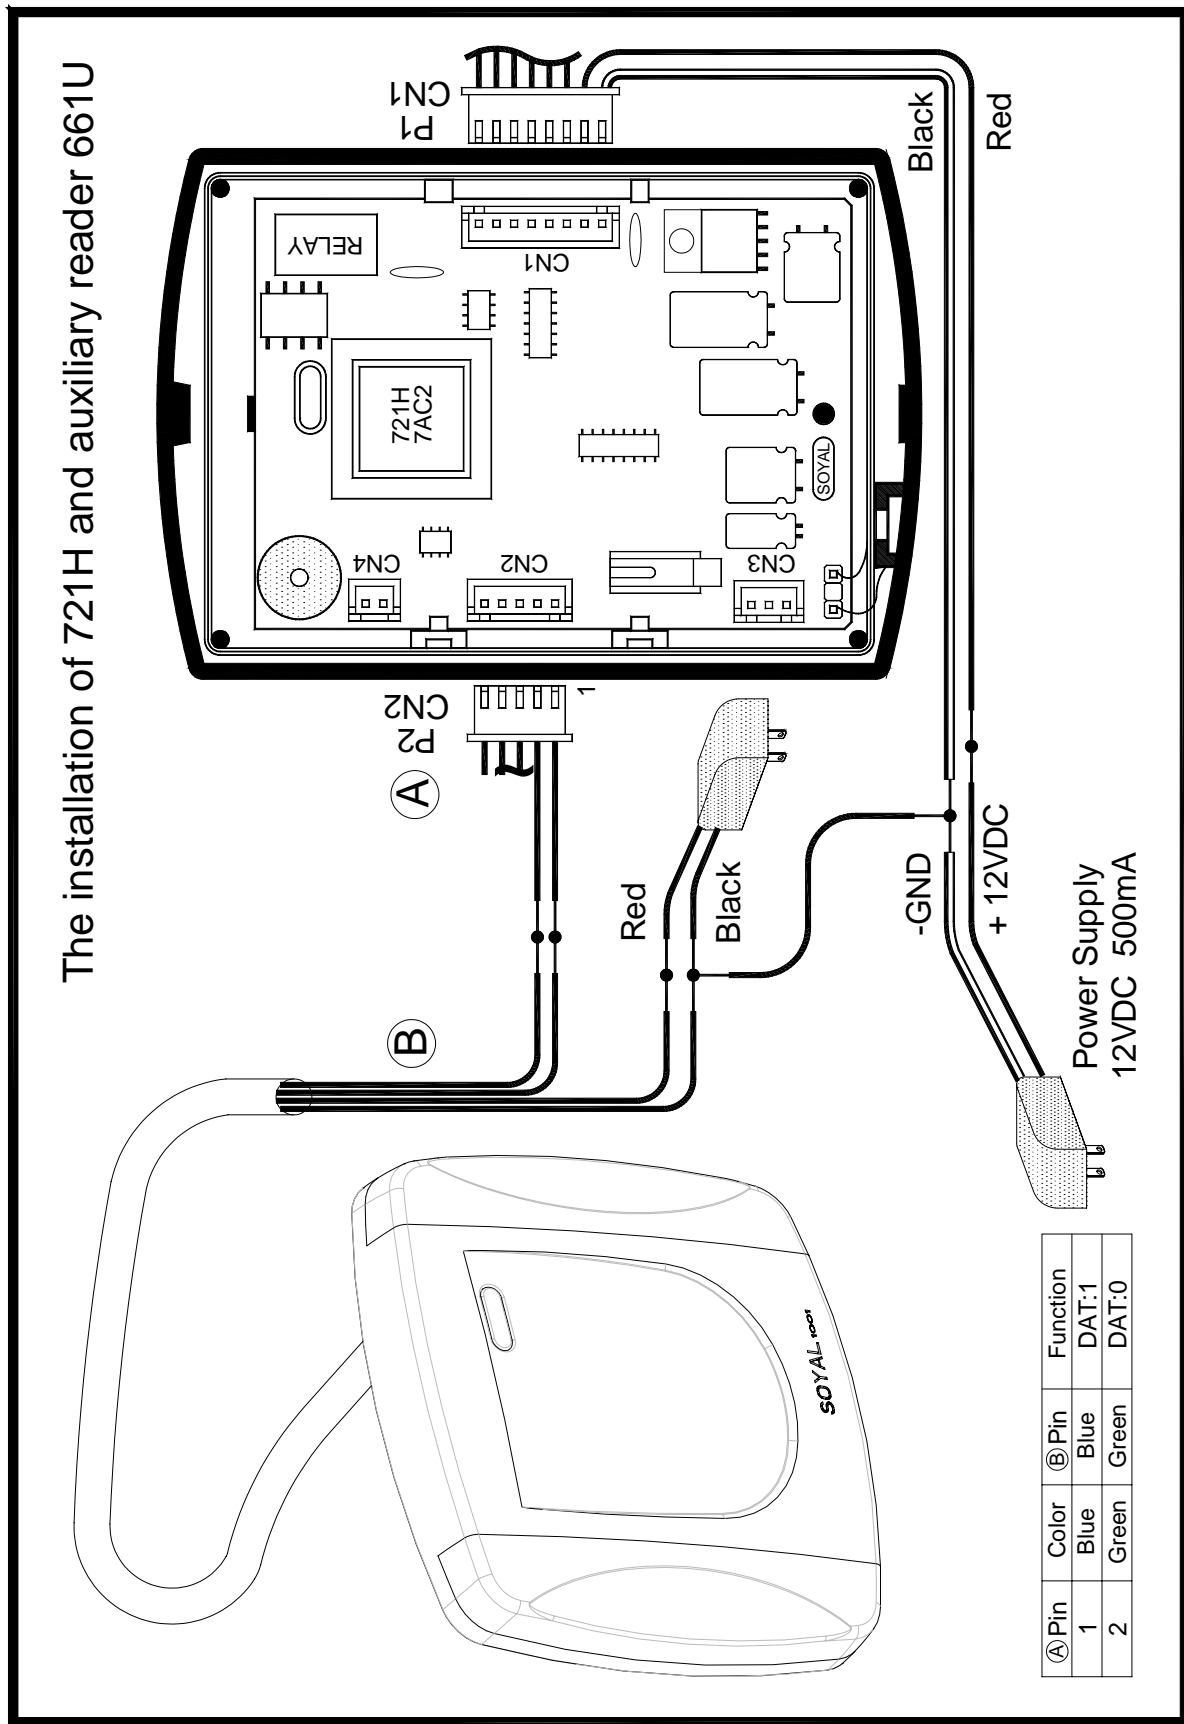 The installation of 721H and auxiliary reader 661U
P1
CN1
Black
Red
RELAY
CN1
721H
7AC2
SOYAL
CN4
CN2
CN3
P2
CN2
1
A
B
Red
Black
-GND
+ 12VDC
Power Supply
12VDC 500mA
SOYAL 1001
A Pin Color B Pin Function
1 Blue Blue DAT:1
2 Green Green DAT:0